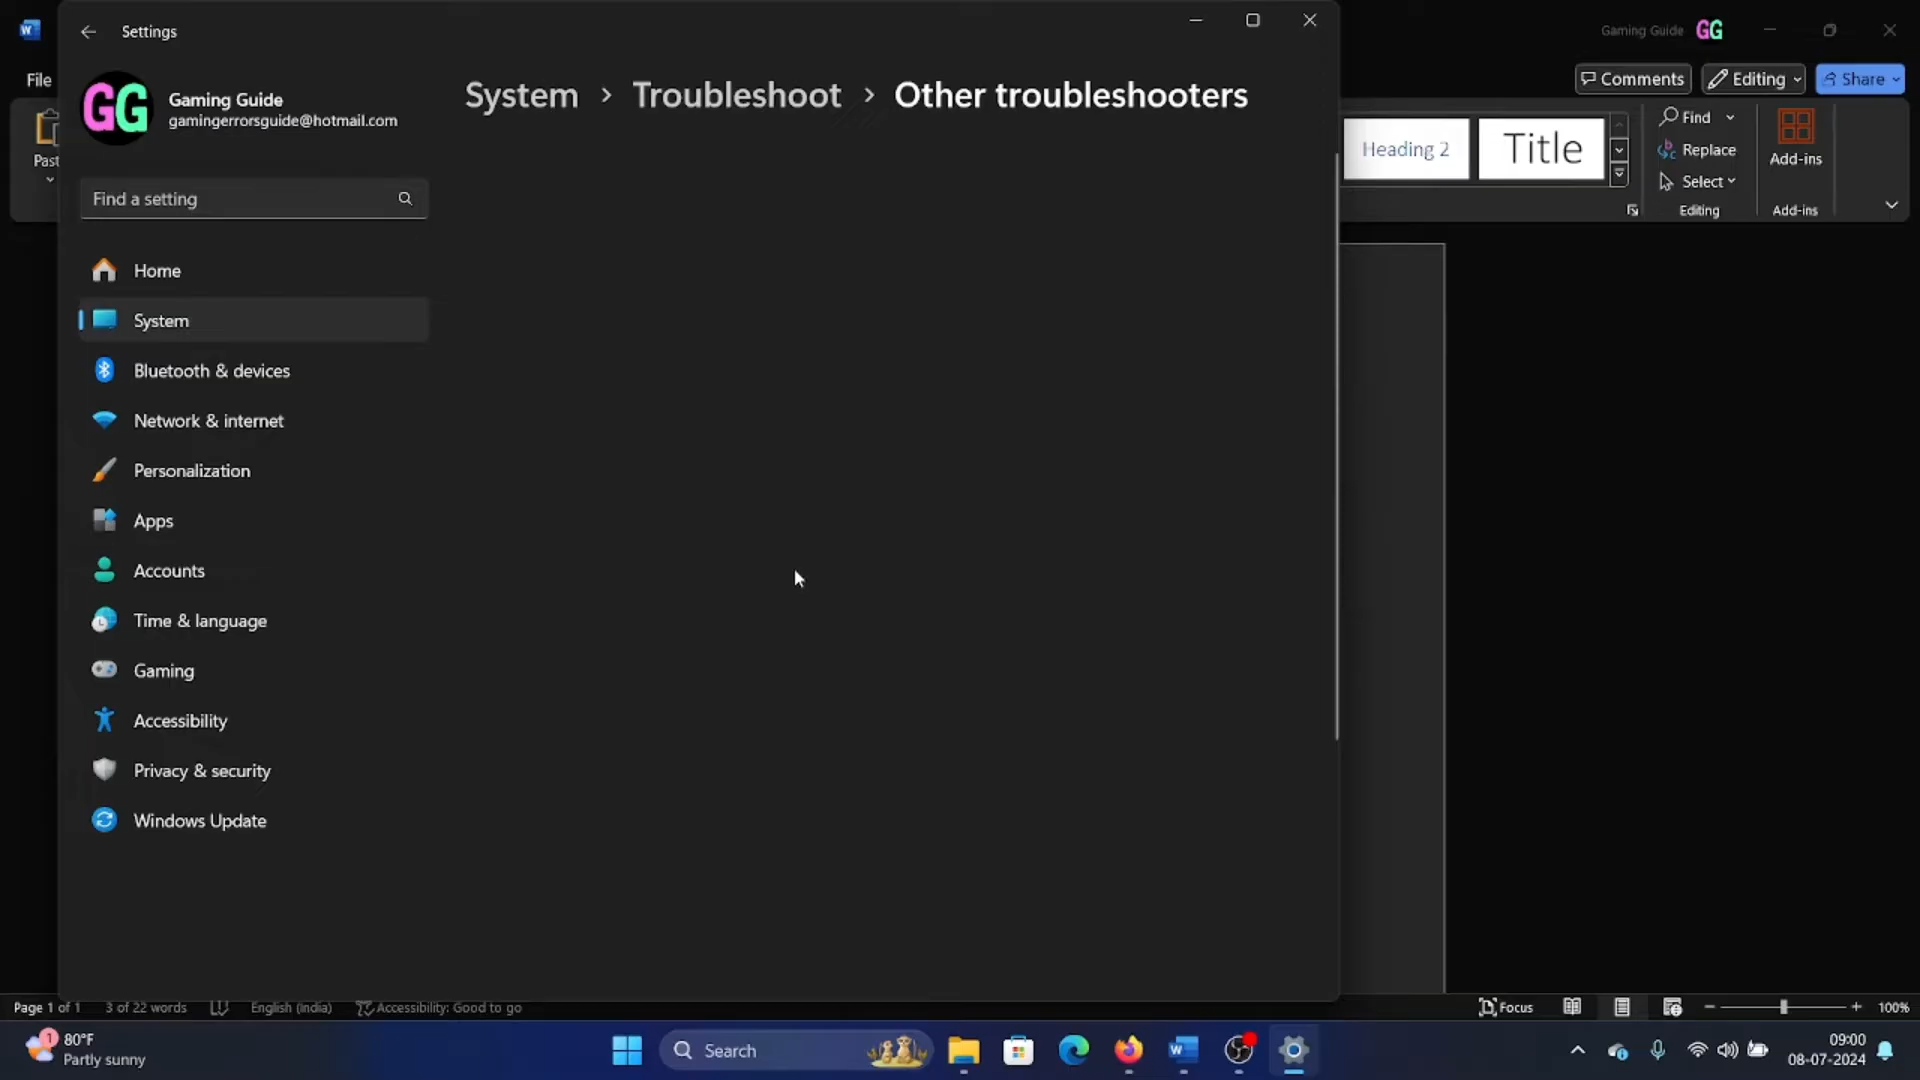 Settings
Gaming Guide GG
File
GG
Gaming Guide
gamingerrorsguide@hotmail.com
System > Troubleshoot > Other troubleshooters
Comments
Editing
Share
Past
Heading 2
Title
Find
Replace
Select
Editing
Add-ins
Add-ins
Find a setting
Home
System
Bluetooth & devices
Network & internet
Personalization
Apps
Accounts
Time & language
Gaming
Accessibility
Privacy & security
Windows Update
Page 1 of 1 3 of 22 words English (India) Accessibility: Good to go
Focus
100%
1
80°F
Partly sunny
Search
09:00
08-07-2024